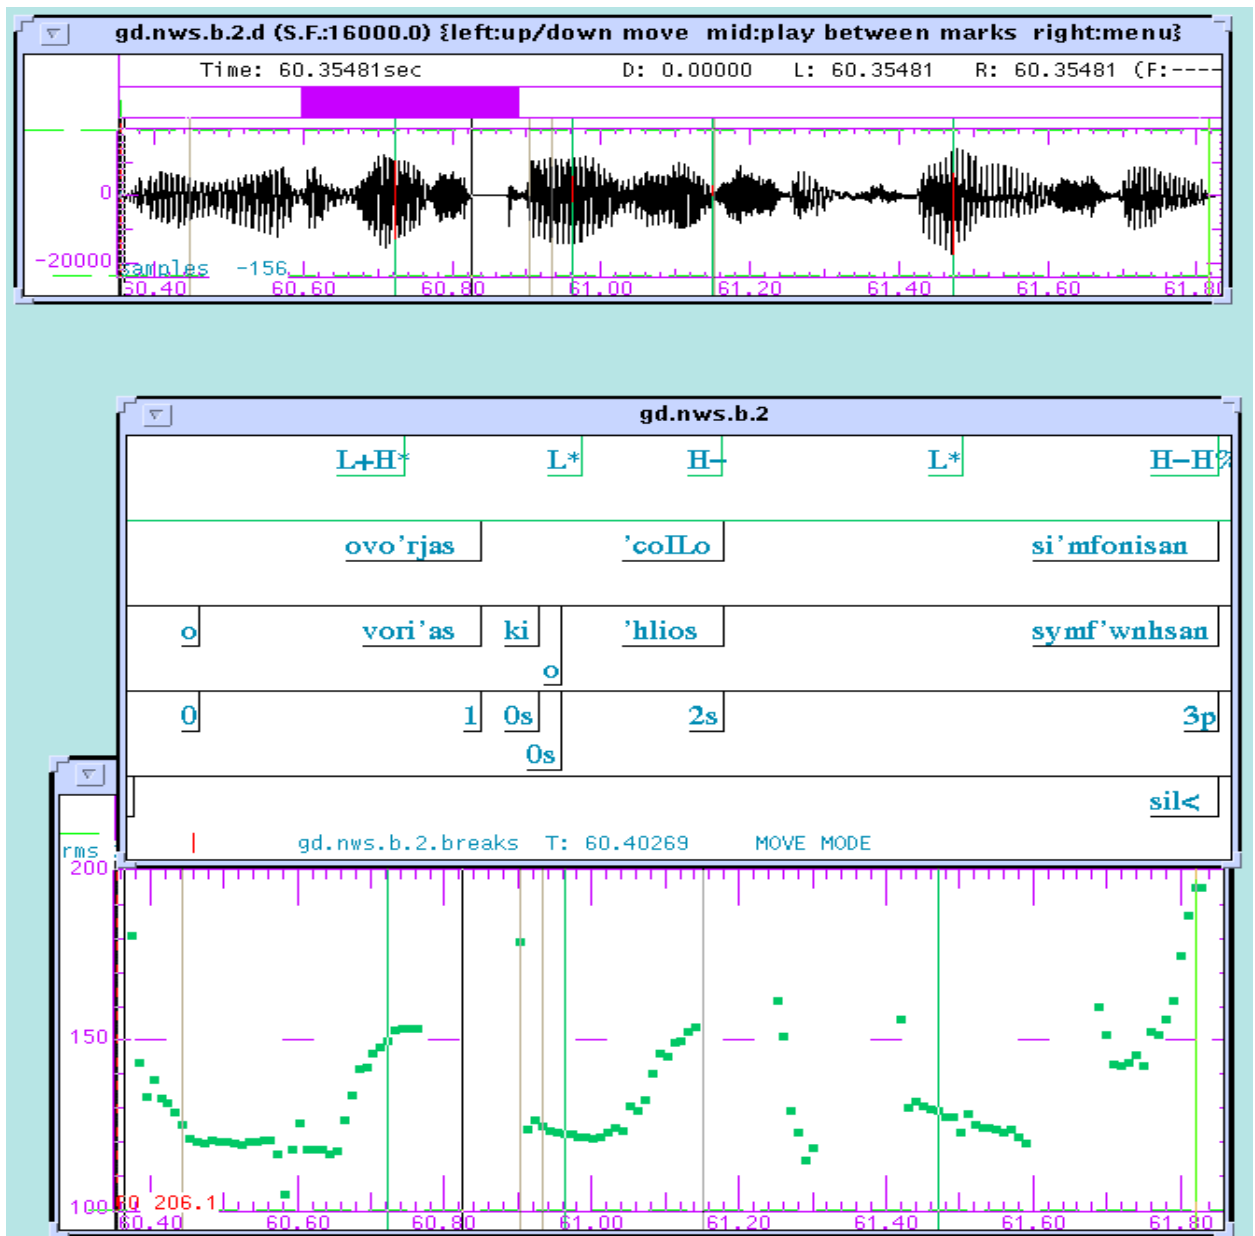 gd.nws.b.2.d (S.F.:16000.0) {left:up/down move mid:play between marks right:menu}
Time: 60.35481sec D: 0.00000 L: 60.35481 R: 60.35481 (F:----
0
-20000
samples -156
60.40 60.60 60.80 61.00 61.20 61.40 61.60 61.80
gd.nws.b.2
L+H* L* H- L* H-H%
ovo'rjas 'coILo si'mfonisan
o vori'as ki 'hlios symf'wnhsan
o
0 1 0s 2s 3p
0s
sil<
gd.nws.b.2.breaks T: 60.40269 MOVE MODE
rms
200
150
100
F0 206.1
60.40 60.60 60.80 61.00 61.20 61.40 61.60 61.80